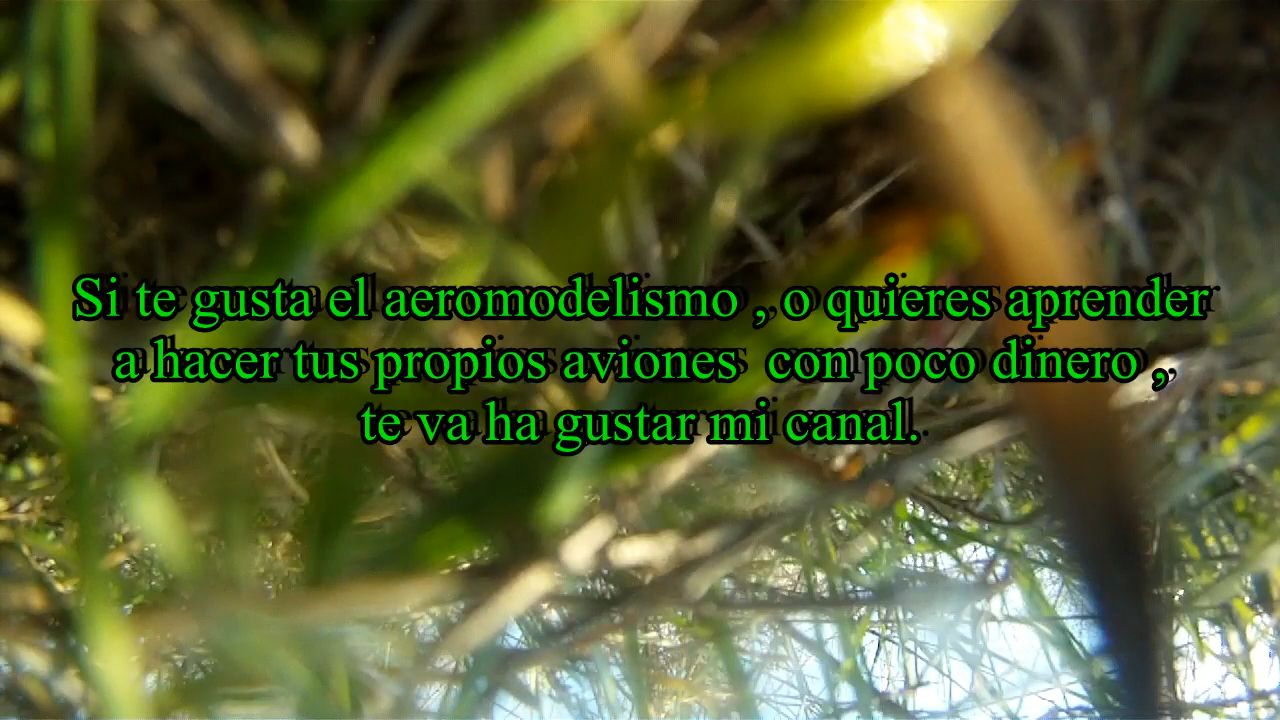 Si te gusta el aeromodelismo , o quieres aprender
a hacer tus propios aviones  con poco dinero ,
te va ha gustar mi canal.